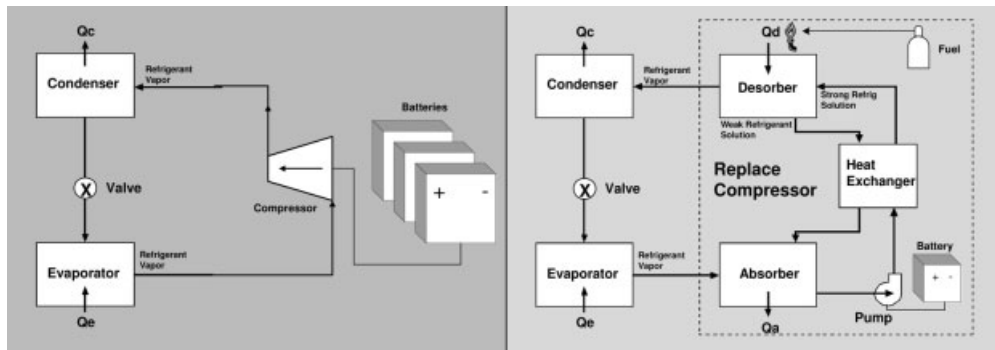 Qc
Condenser
Refrigerant
Vapor
Batteries
X
Valve
+ -
Compressor
Evaporator
Refrigerant
Vapor
Qe
Qc
Qd
Fuel
Condenser
Refrigerant
Vapor
Desorber
Strong Refrig
Solution
Weak Refrigerant
Solution
Replace
Compressor
Heat
Exchanger
X
Valve
Evaporator
Refrigerant
Vapor
Absorber
Battery
+ -
Pump
Qe
Qa